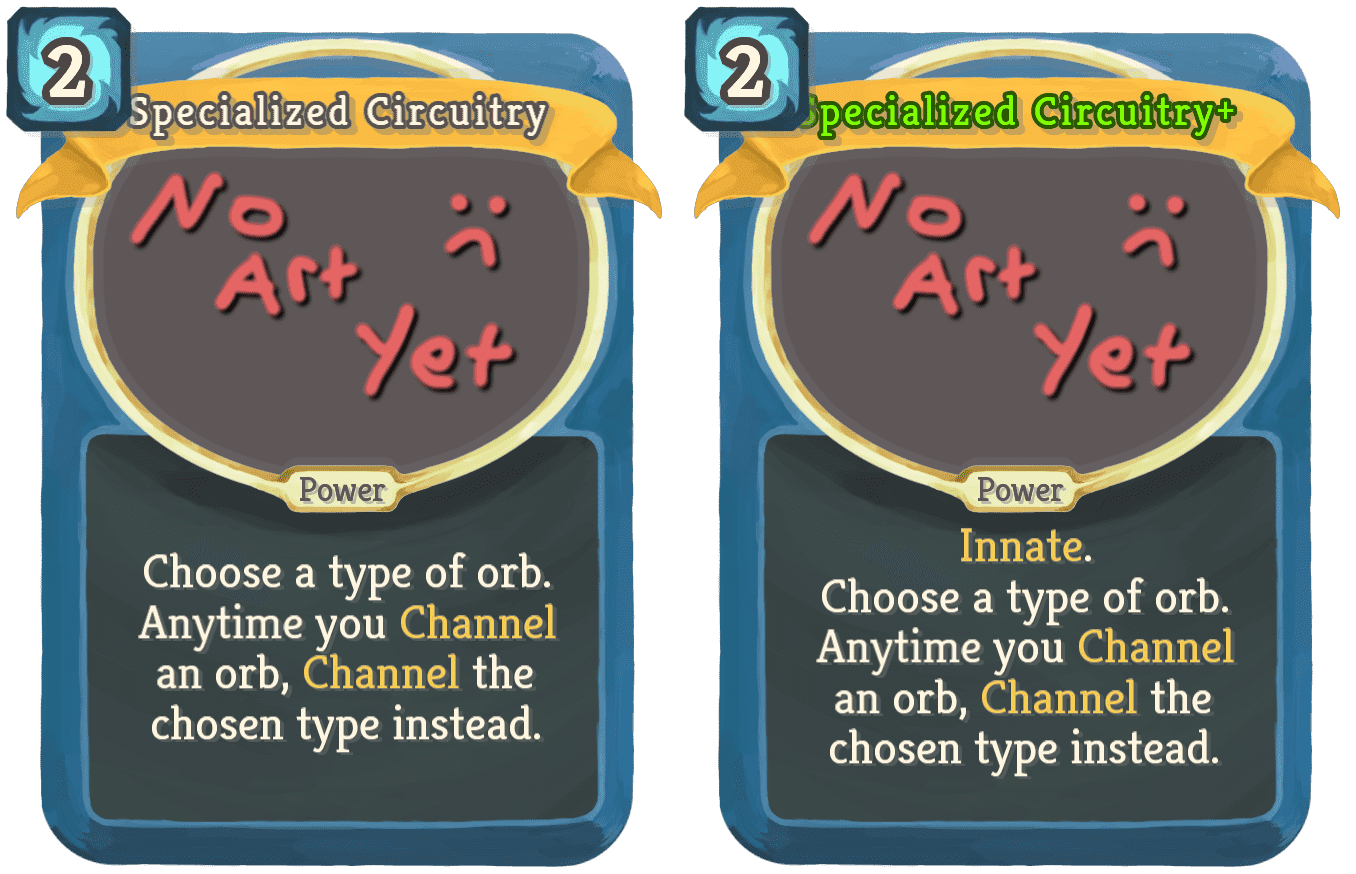 2
Specialized Circuitry
No
Art
Yet
Power
Choose a type of orb.
Anytime you Channel
an orb, Channel the
chosen type instead.
2
Specialized Circuitry+
No
Art
Yet
Power
Innate.
Choose a type of orb.
Anytime you Channel
an orb, Channel the
chosen type instead.